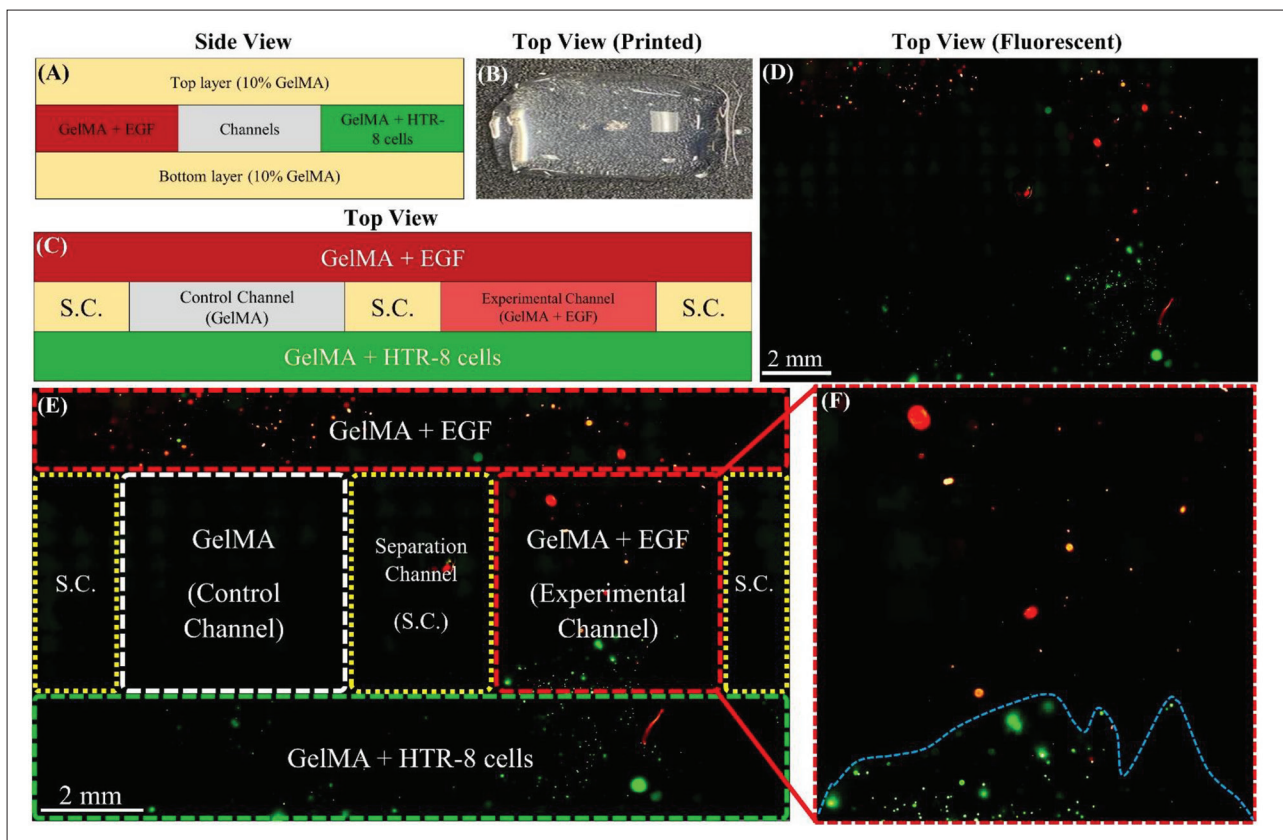 Side View
Top View (Printed)
Top View (Fluorescent)
(A)
Top layer (10% GelMA)
GelMA + EGF
Channels
GelMA + HTR-
8 cells
Bottom layer (10% GelMA)
(B)
(D)
2 mm
Top View
(C)
GelMA + EGF
S.C.
Control Channel
(GelMA)
S.C.
Experimental Channel
(GelMA + EGF)
S.C.
GelMA + HTR-8 cells
(E)
GelMA + EGF
S.C.
GelMA
(Control
Channel)
Separation
Channel
(S.C.)
GelMA + EGF
(Experimental
Channel)
S.C.
GelMA + HTR-8 cells
2 mm
(F)